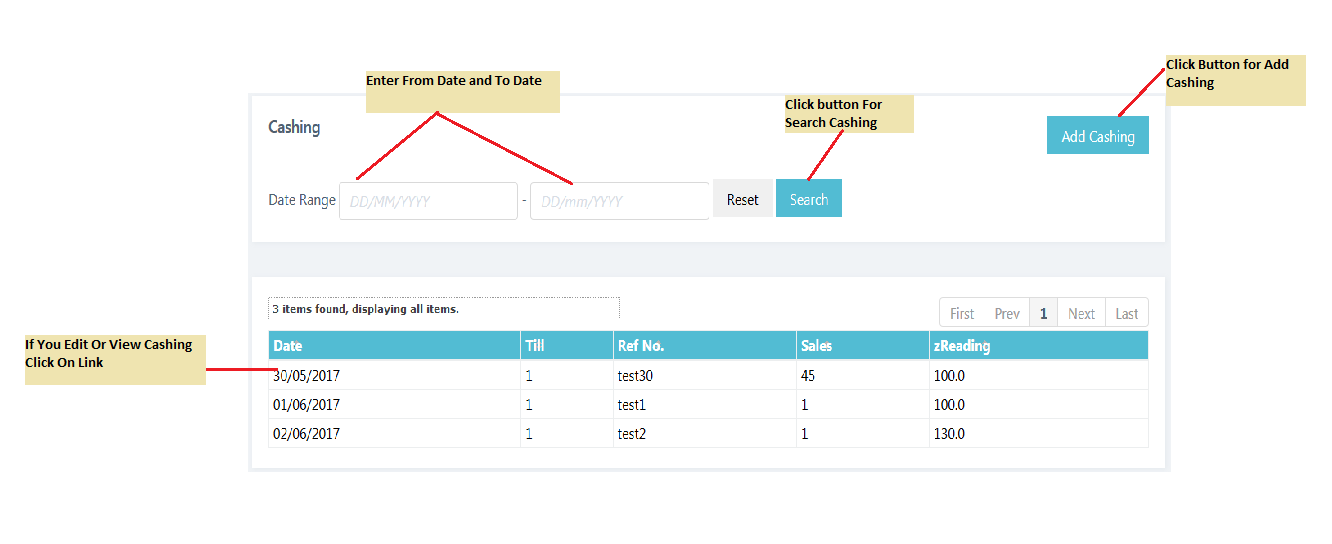 Enter From Date and To Date
Click Button for Add
Cashing
Click button For
Search Cashing
Cashing
Add Cashing
Date Range DD/MM/YYYY - DD/mm/YYYY Reset Search
3 items found, displaying all items.
First Prev 1 Next Last
If You Edit Or View Cashing
Click On Link
Date Till Ref No. Sales zReading
30/05/2017 1 test30 45 100.0
01/06/2017 1 test1 1 100.0
02/06/2017 1 test2 1 130.0